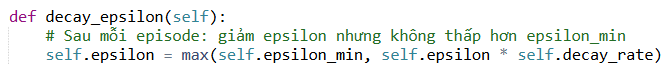 def decay_epsilon(self):
    # Sau mỗi episode: giảm epsilon nhưng không thấp hơn epsilon_min
    self.epsilon = max(self.epsilon_min, self.epsilon * self.decay_rate)